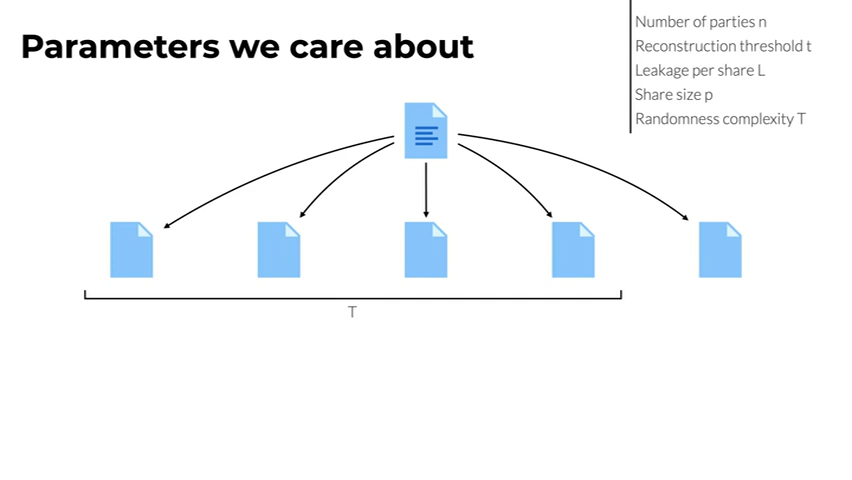 Parameters we care about
Number of parties n
Reconstruction threshold t
Leakage per share L
Share size p
Randomness complexity T
T